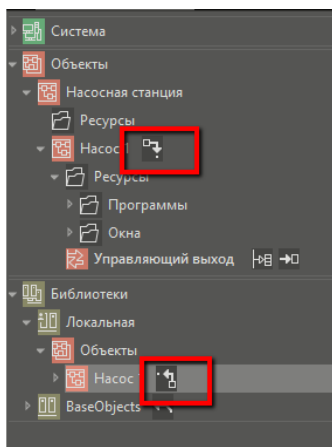 Система
Объекты
Насосная станция
Ресурсы
Насос
Ресурсы
Программы
Окна
Управляющий выход
Библиотеки
Локальная
Объекты
Насос
BaseObjects